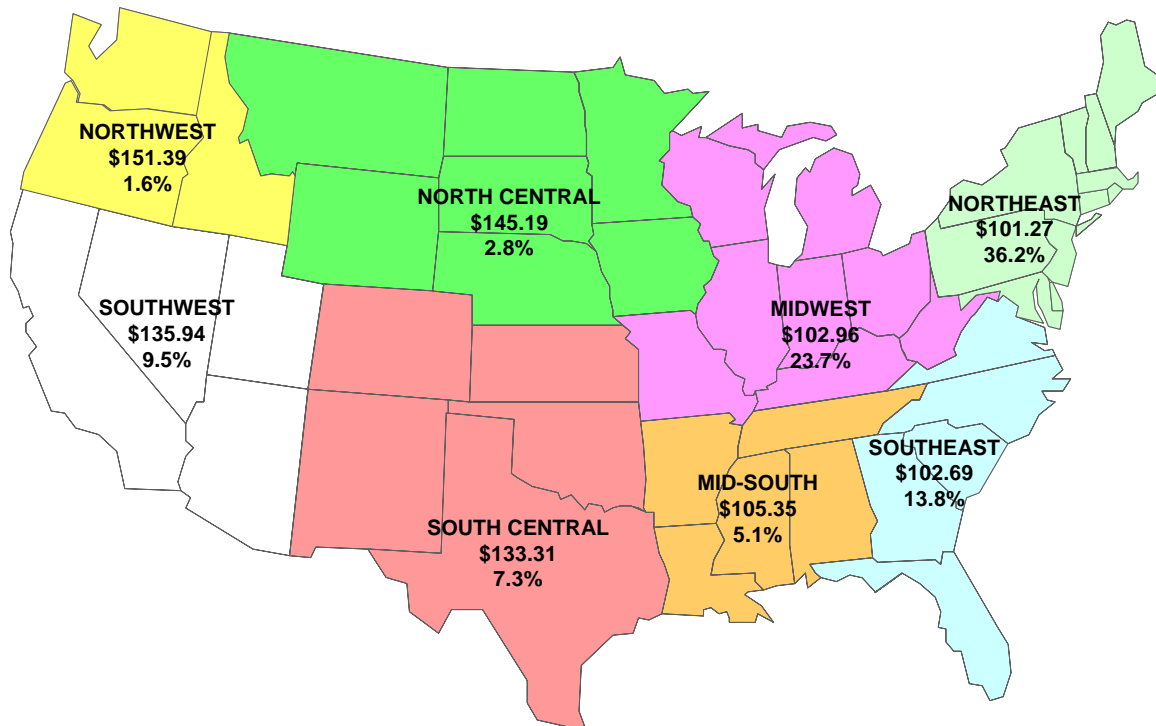 NORTHWEST
$151.39
1.6%
NORTH CENTRAL
$145.19
2.8%
NORTHEAST
$101.27
36.2%
SOUTHWEST
$135.94
9.5%
MIDWEST
$102.96
23.7%
SOUTHEAST
$102.69
13.8%
MID-SOUTH
$105.35
5.1%
SOUTH CENTRAL
$133.31
7.3%